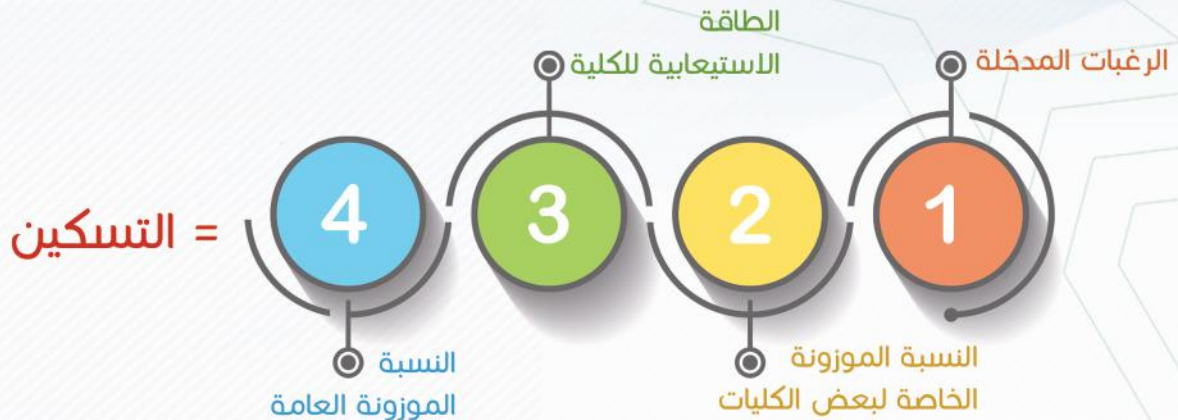 الرغبات المدخلة
1
النسبة الموزونة
الخاصة لبعض الكليات
2
الطاقة
الاستيعابية للكلية
3
النسبة
الموزونة العامة
4
= التسكين